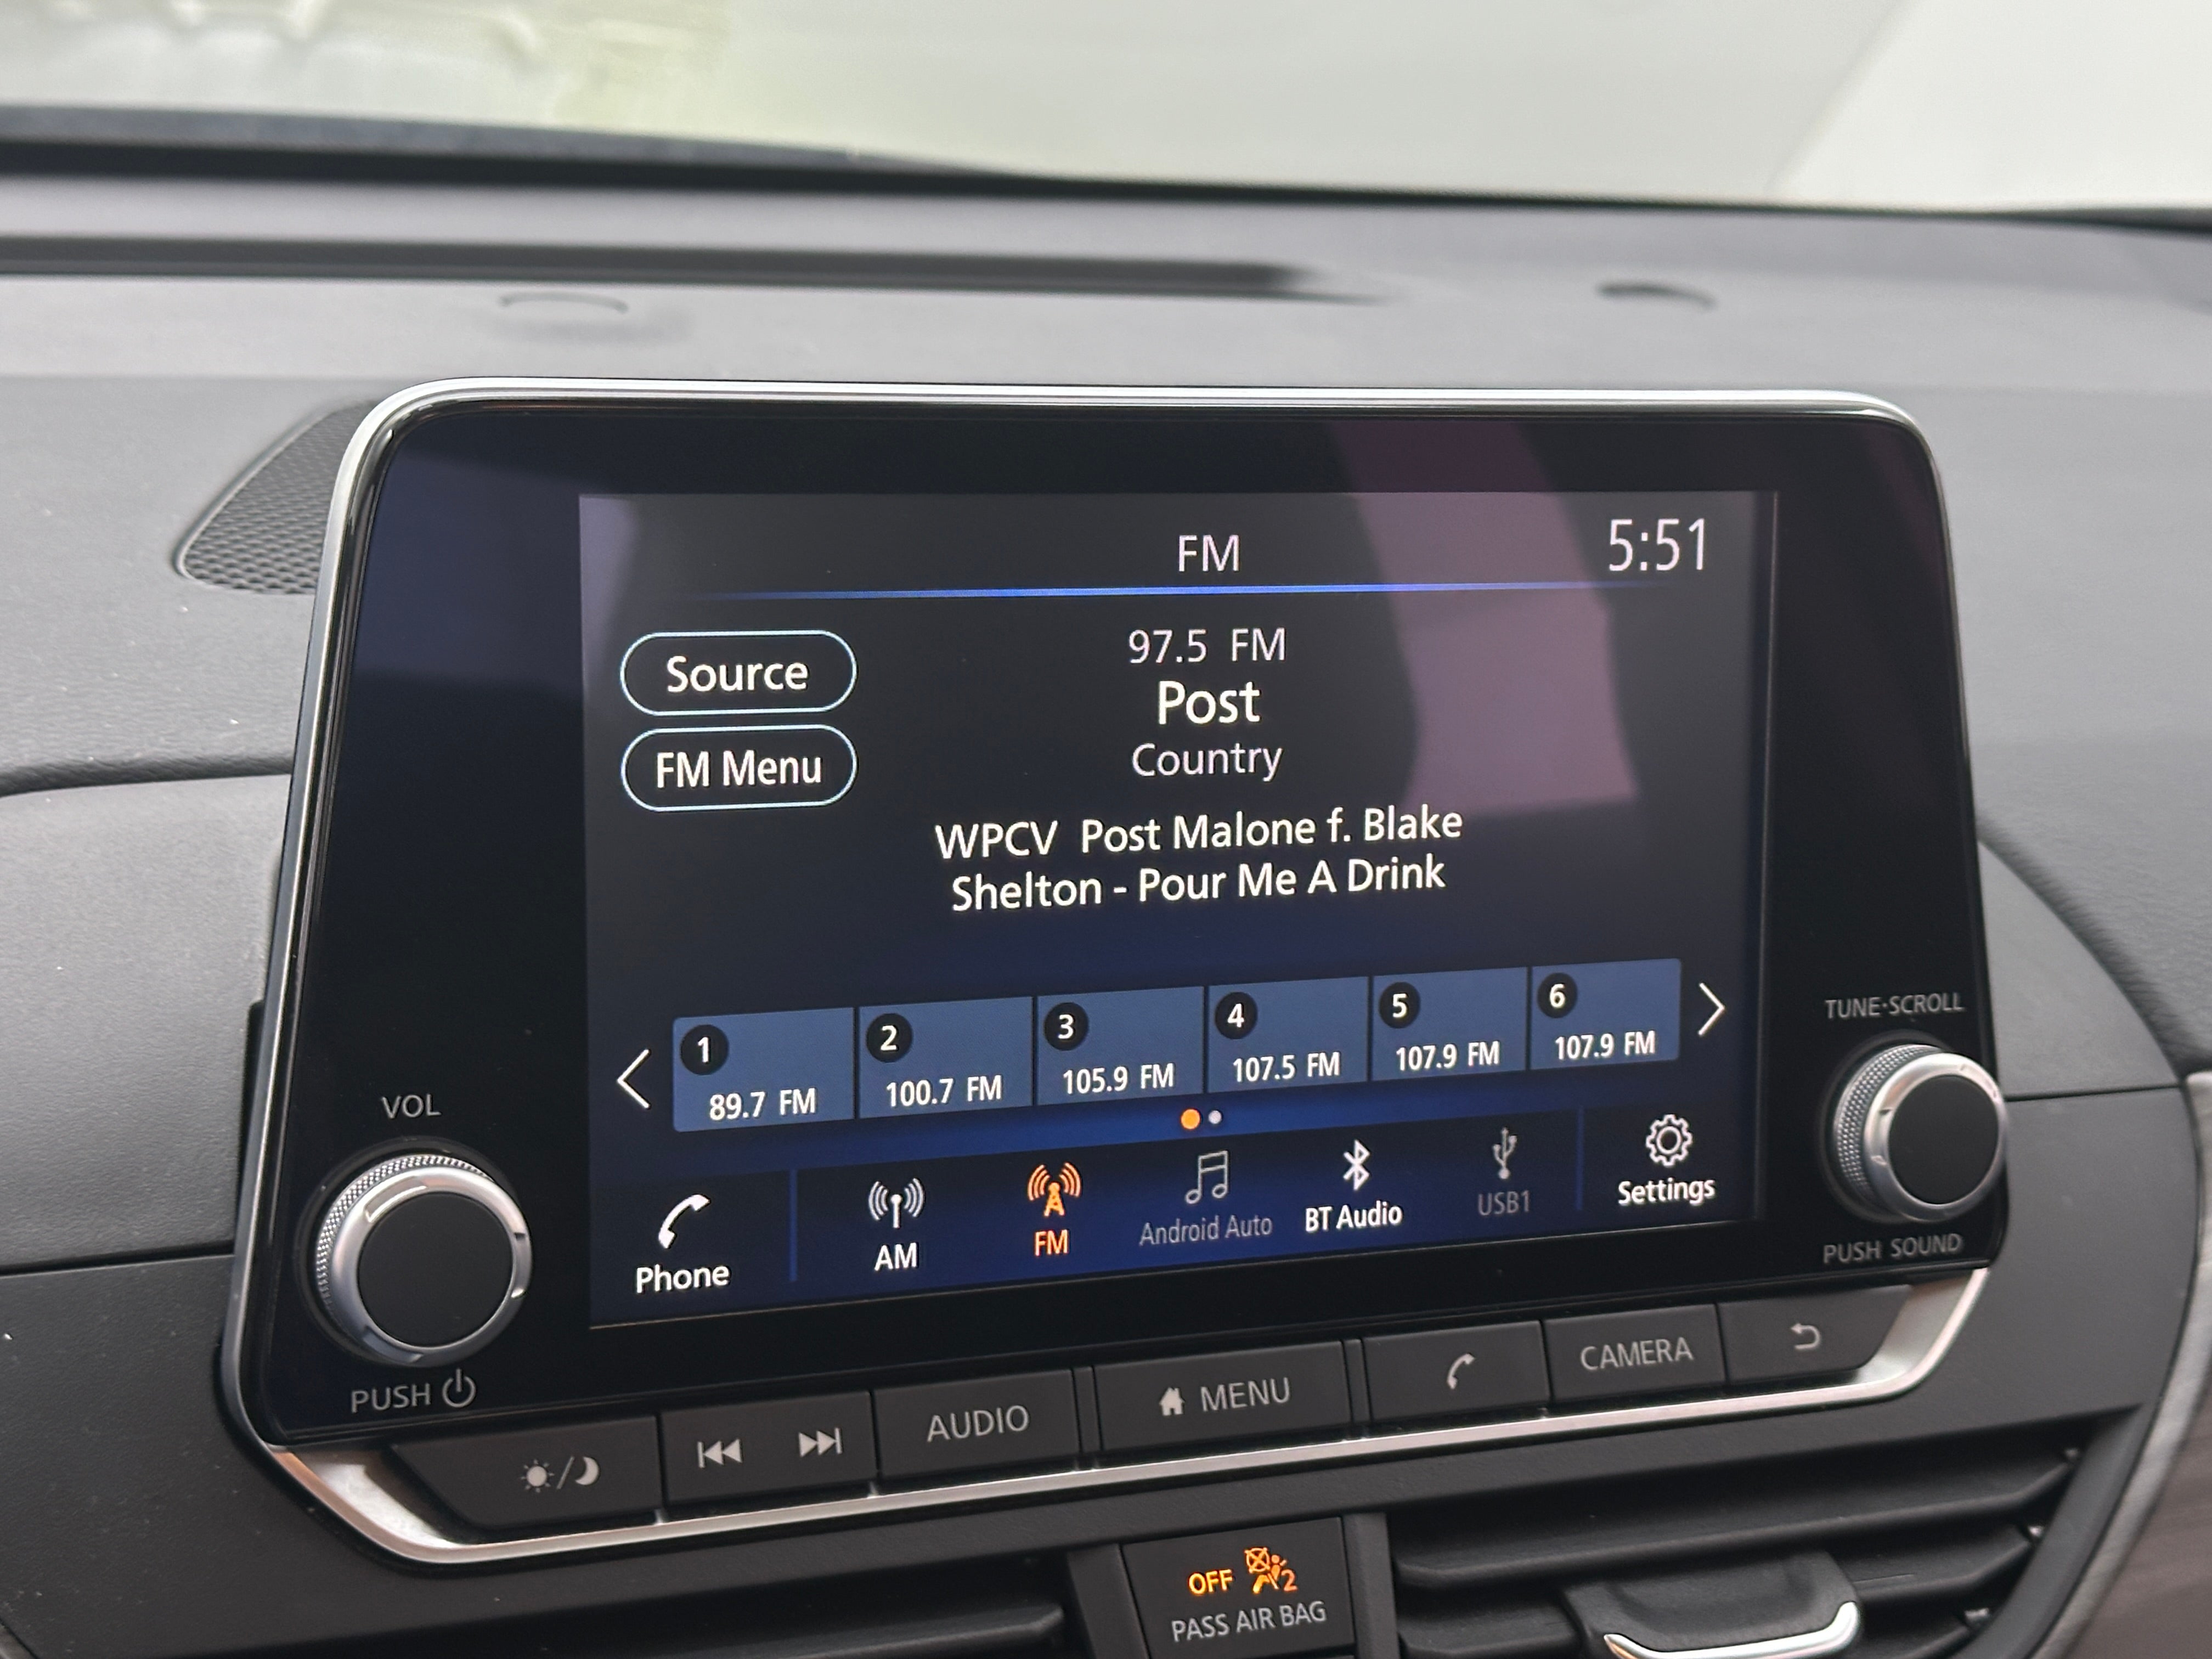 FM
5:51
Source
97.5 FM
Post
FM Menu
Country
WPCV Post Malone f. Blake
Shelton - Pour Me A Drink
1
89.7 FM
2
100.7 FM
3
105.9 FM
4
107.5 FM
5
107.9 FM
6
107.9 FM
Phone
AM
FM
Android Auto
BT Audio
USB1
Settings
VOL
PUSH
TUNE·SCROLL
PUSH SOUND
AUDIO
MENU
CAMERA
OFF 2
PASS AIR BAG